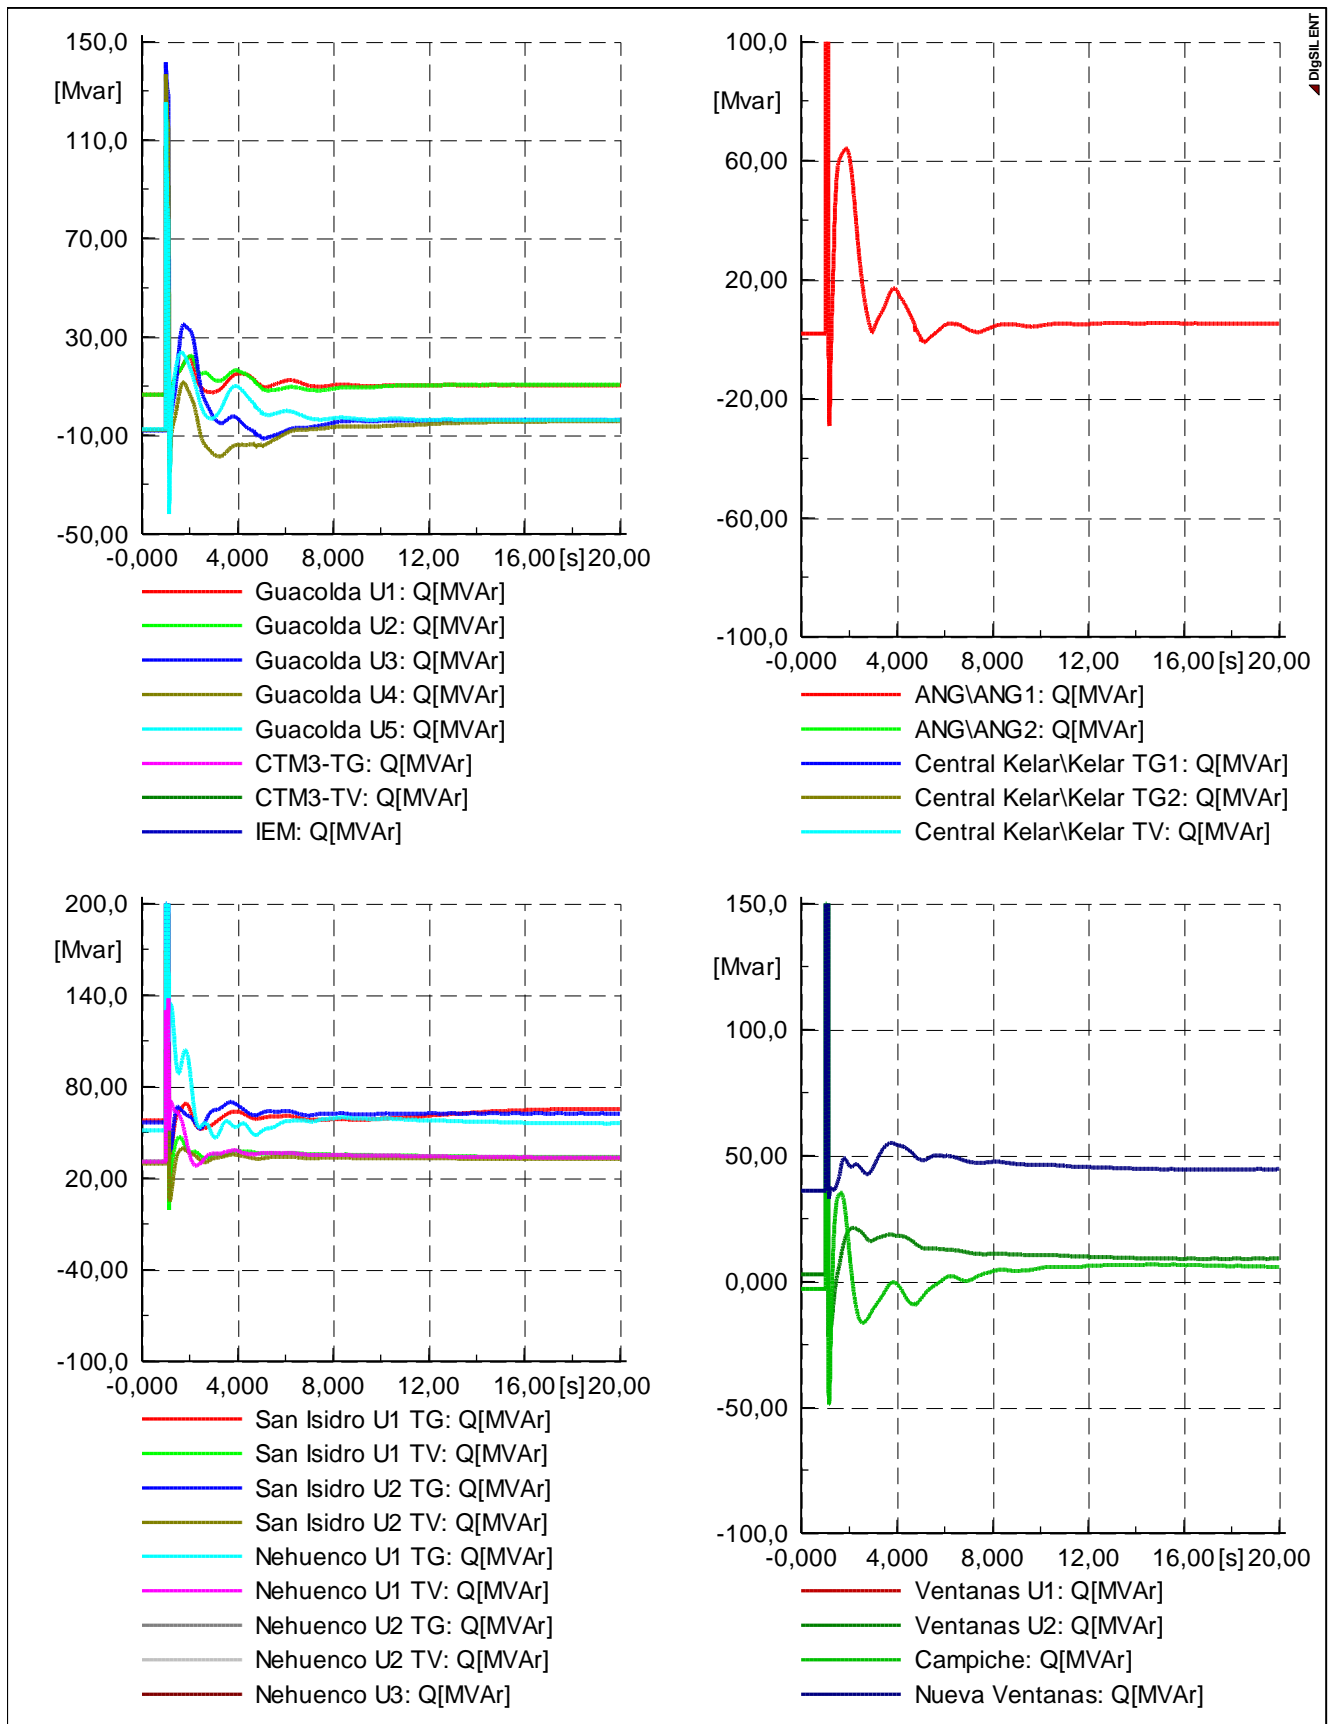 DIgSILENT
150,0
[Mvar]
110,0
70,00
30,00
-10,00
-50,00
-0,000 4,000 8,000 12,00 16,00 [s] 20,00
Guacolda U1: Q[MVAr]
Guacolda U2: Q[MVAr]
Guacolda U3: Q[MVAr]
Guacolda U4: Q[MVAr]
Guacolda U5: Q[MVAr]
CTM3-TG: Q[MVAr]
CTM3-TV: Q[MVAr]
IEM: Q[MVAr]
100,0
[Mvar]
60,00
20,00
-20,00
-60,00
-100,0
-0,000 4,000 8,000 12,00 16,00 [s] 20,00
ANG\ANG1: Q[MVAr]
ANG\ANG2: Q[MVAr]
Central Kelar\Kelar TG1: Q[MVAr]
Central Kelar\Kelar TG2: Q[MVAr]
Central Kelar\Kelar TV: Q[MVAr]
200,0
[Mvar]
140,0
80,00
20,00
-40,00
-100,0
-0,000 4,000 8,000 12,00 16,00 [s] 20,00
San Isidro U1 TG: Q[MVAr]
San Isidro U1 TV: Q[MVAr]
San Isidro U2 TG: Q[MVAr]
San Isidro U2 TV: Q[MVAr]
Nehuenco U1 TG: Q[MVAr]
Nehuenco U1 TV: Q[MVAr]
Nehuenco U2 TG: Q[MVAr]
Nehuenco U2 TV: Q[MVAr]
Nehuenco U3: Q[MVAr]
150,0
[Mvar]
100,0
50,00
0,000
-50,00
-100,0
-0,000 4,000 8,000 12,00 16,00 [s] 20,00
Ventanas U1: Q[MVAr]
Ventanas U2: Q[MVAr]
Campiche: Q[MVAr]
Nueva Ventanas: Q[MVAr]